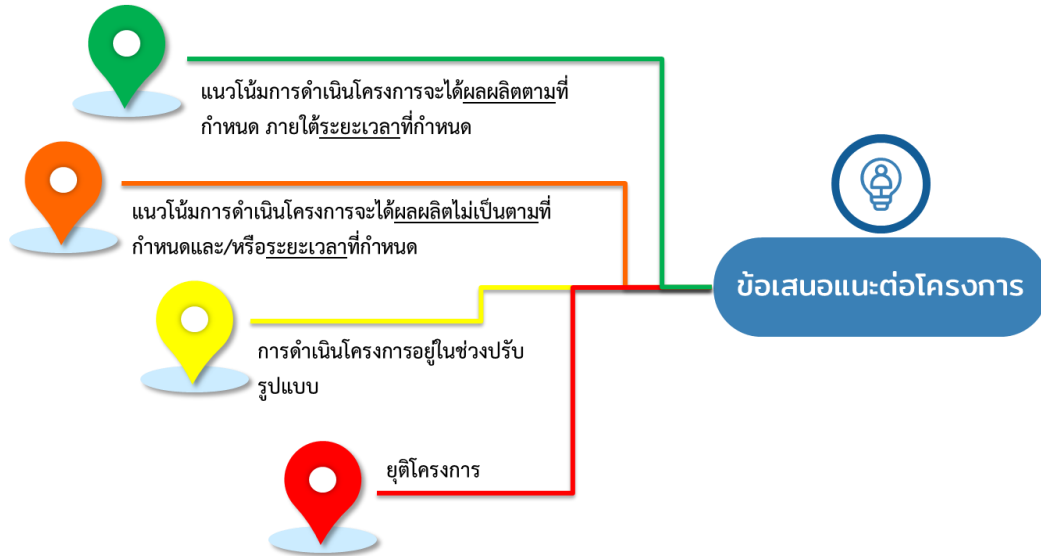 แนวโน้มการดำเนินโครงการจะได้ผลผลิตตามที่
กำหนด ภายใต้ระยะเวลาที่กำหนด
แนวโน้มการดำเนินโครงการจะได้ผลผลิตไม่เป็นตามที่
กำหนดและ/หรือระยะเวลาที่กำหนด
การดำเนินโครงการอยู่ในช่วงปรับ
รูปแบบ
ยุติโครงการ
ข้อเสนอแนะต่อโครงการ